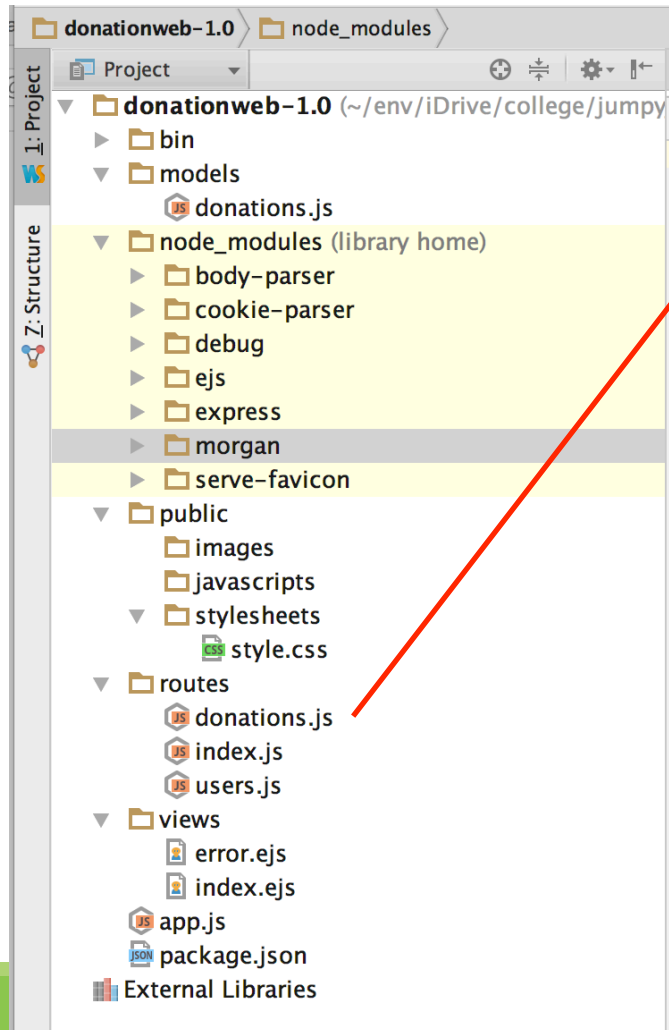 donationweb-1.0 node_modules
Project
1: Project
Z: Structure
donationweb-1.0 (~/env/iDrive/college/jumpy
bin
models
donations.js
node_modules (library home)
body-parser
cookie-parser
debug
ejs
express
morgan
serve-favicon
public
images
javascripts
stylesheets
style.css
routes
donations.js
index.js
users.js
views
error.ejs
index.ejs
app.js
package.json
External Libraries